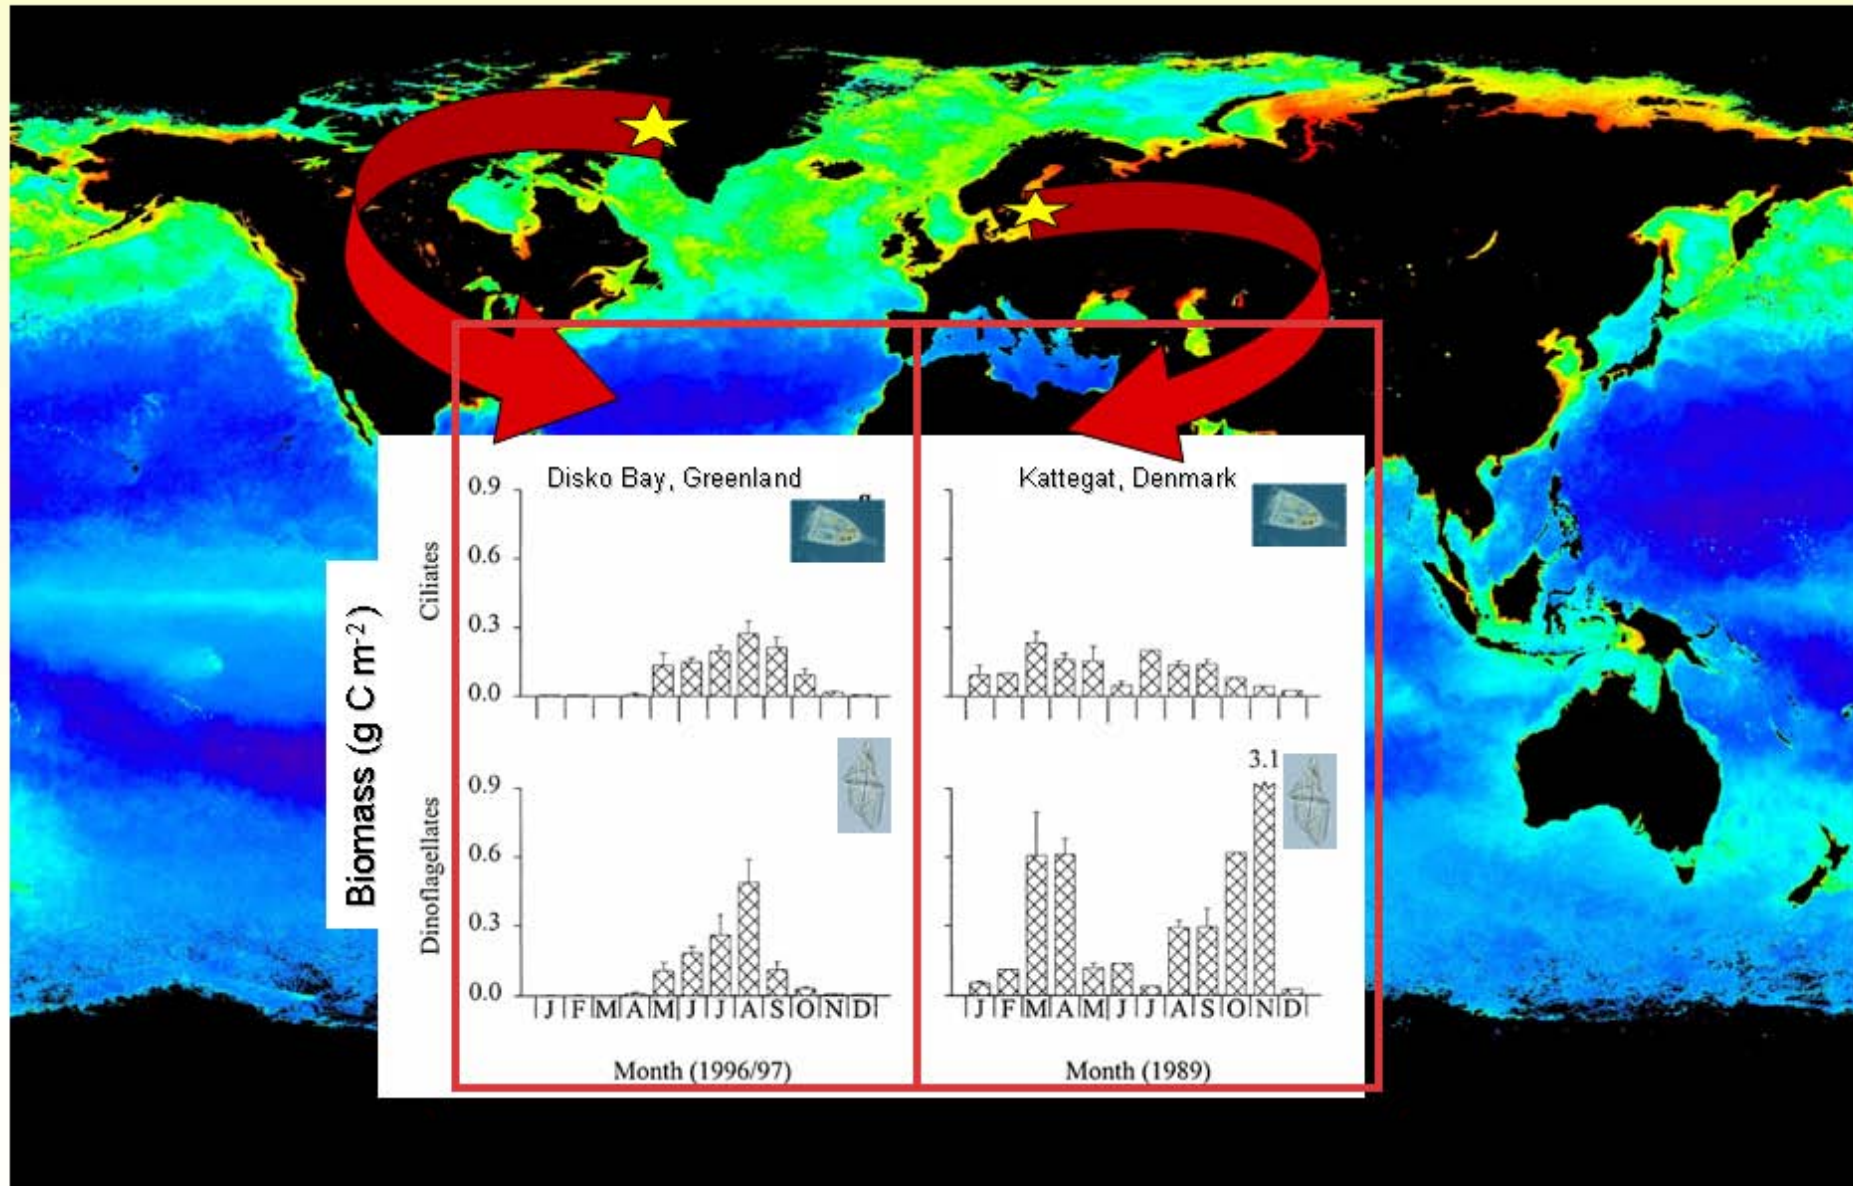 Disko Bay, Greenland
Kattegat, Denmark
Biomass (g C m⁻²)
Ciliates
0.9
0.6
0.3
0.0
Dinoflagellates
0.9
0.6
0.3
0.0
3.1
J F M A M J J A S O N D
J F M A M J J A S O N D
Month (1996/97)
Month (1989)